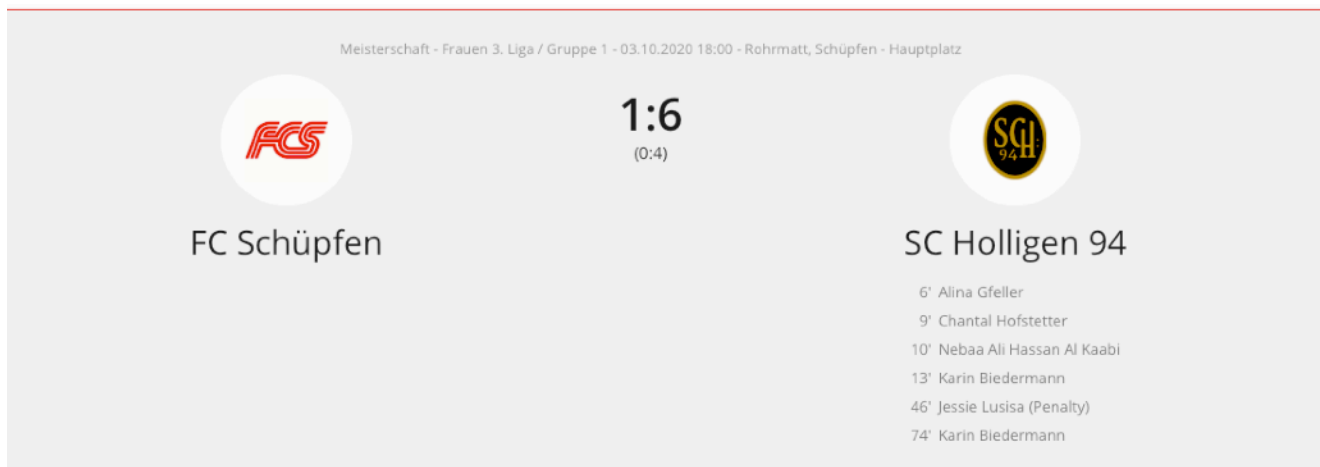 Meisterschaft - Frauen 3. Liga / Gruppe 1 - 03.10.2020 18:00 - Rohrmatt, Schüpfen - Hauptplatz
FCS
1:6
(0:4)
SCH
94
FC Schüpfen
SC Holligen 94
6' Alina Gfeller
9' Chantal Hofstetter
10' Nebaa Ali Hassan Al Kaabi
13' Karin Biedermann
46' Jessie Lusisa (Penalty)
74' Karin Biedermann